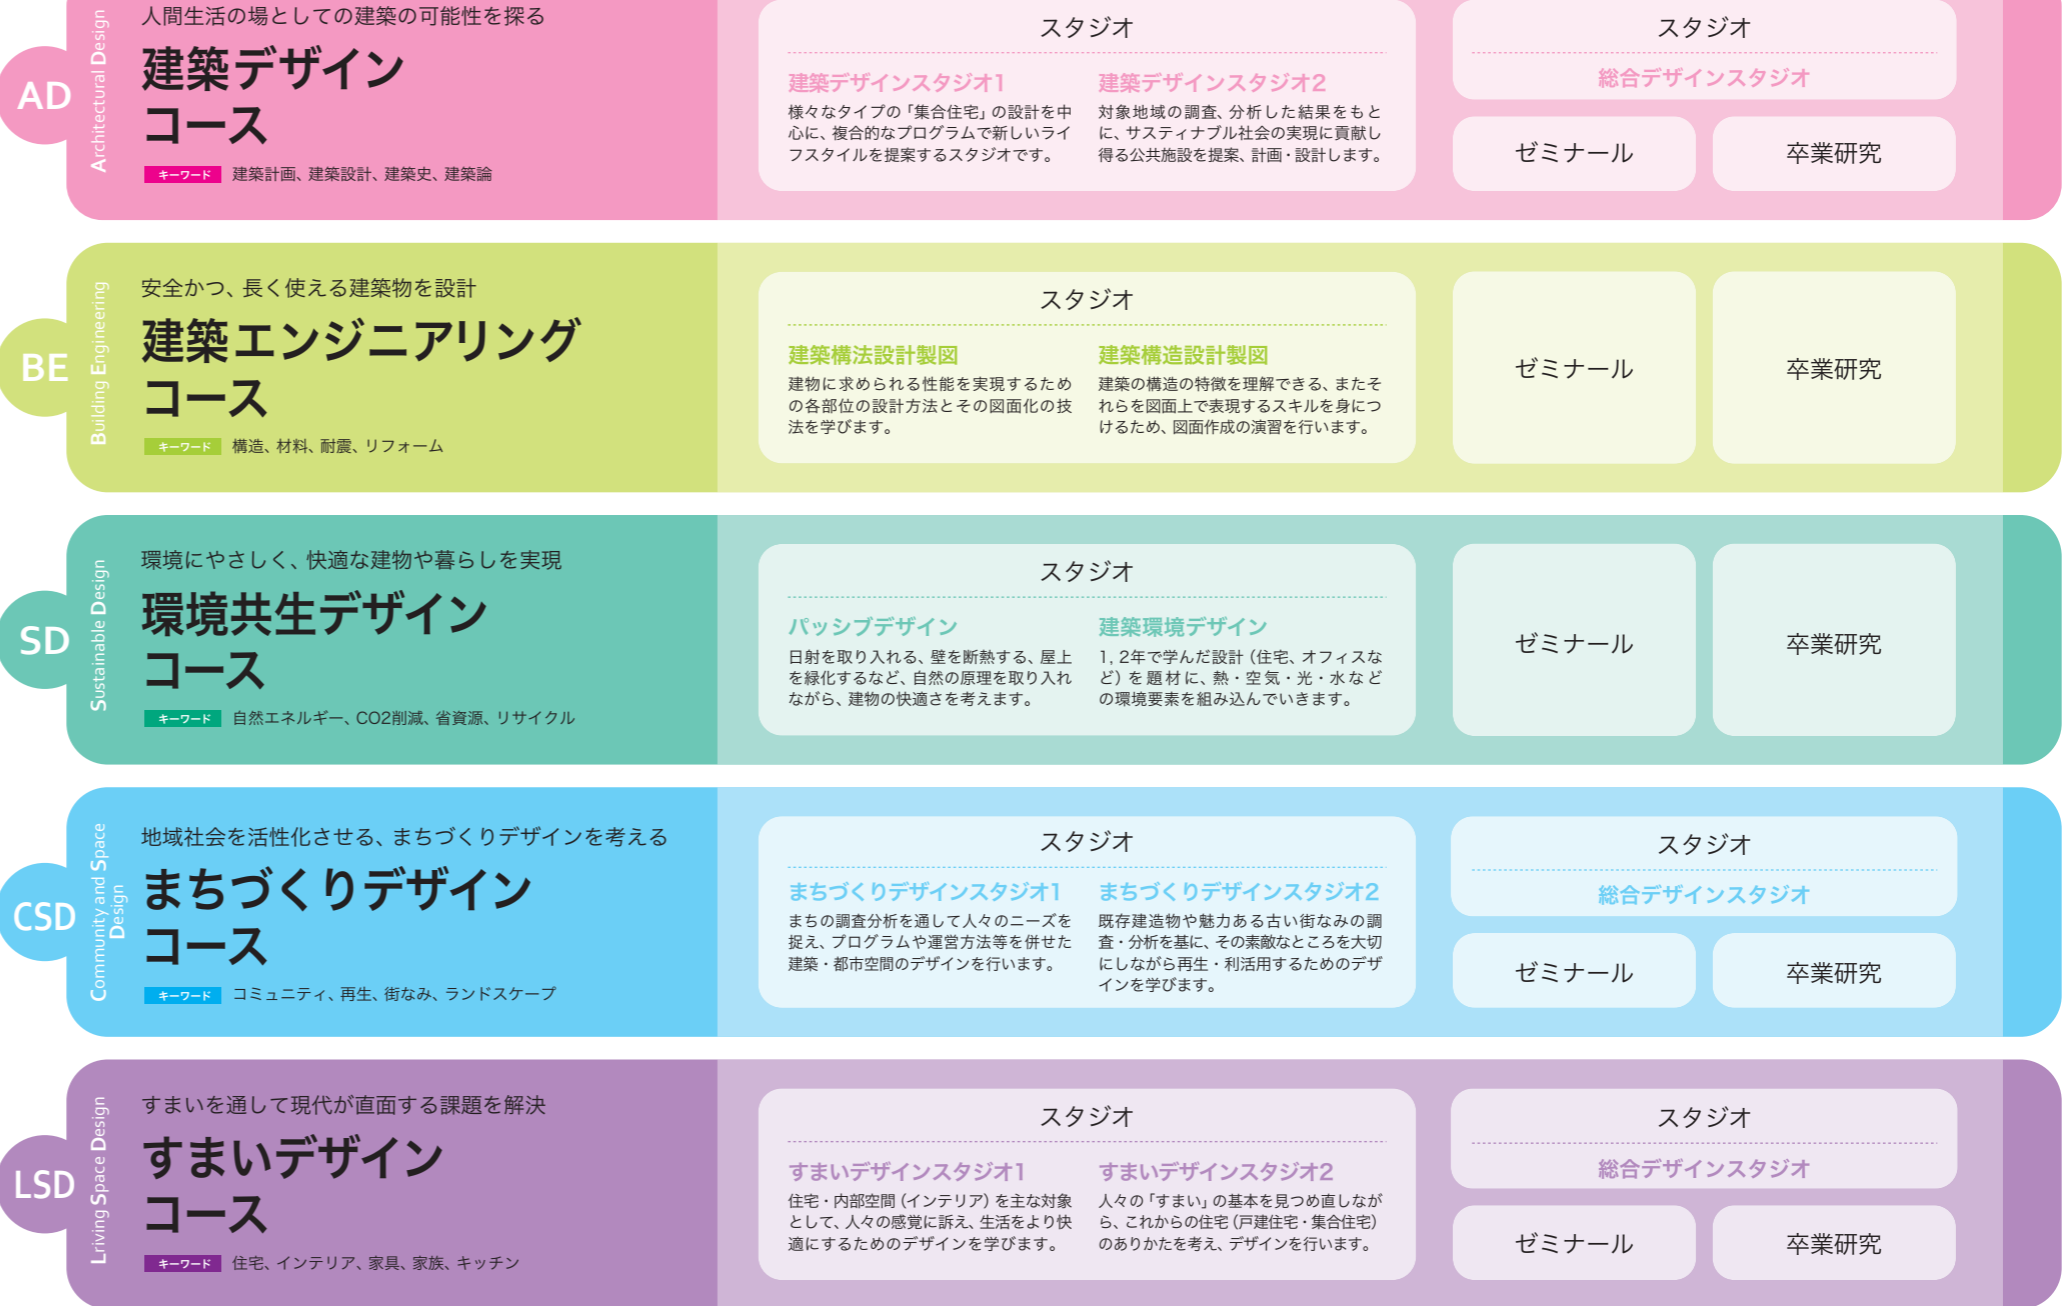 AD
Architectural Design
人間生活の場としての建築の可能性を探る
建築デザイン
コース
キーワード 建築計画、建築設計、建築史、建築論
スタジオ
建築デザインスタジオ1
様々なタイプの「集合住宅」の設計を中
心に、複合的なプログラムで新しいライ
フスタイルを提案するスタジオです。
建築デザインスタジオ2
対象地域の調査、分析した結果をもと
に、サスティナブル社会の実現に貢献し
得る公共施設を提案、計画・設計します。
スタジオ
総合デザインスタジオ
ゼミナール
卒業研究
BE
Building Engineering
安全かつ、長く使える建築物を設計
建築エンジニアリング
コース
キーワード 構造、材料、耐震、リフォーム
スタジオ
建築構法設計製図
建物に求められる性能を実現するため
の各部位の設計方法とその図面化の技
法を学びます。
建築構造設計製図
建築の構造の特徴を理解できる、またそ
れらを図面上で表現するスキルを身につ
けるため、図面作成の演習を行います。
ゼミナール
卒業研究
SD
Sustainable Design
環境にやさしく、快適な建物や暮らしを実現
環境共生デザイン
コース
キーワード 自然エネルギー、CO2削減、省資源、リサイクル
スタジオ
パッシブデザイン
日射を取り入れる、壁を断熱する、屋上
を緑化するなど、自然の原理を取り入れ
ながら、建物の快適さを考えます。
建築環境デザイン
1, 2年で学んだ設計（住宅、オフィスな
ど）を題材に、熱・空気・光・水など
の環境要素を組み込んでいきます。
ゼミナール
卒業研究
CSD
Community and Space
Design
地域社会を活性化させる、まちづくりデザインを考える
まちづくりデザイン
コース
キーワード コミュニティ、再生、街なみ、ランドスケープ
スタジオ
まちづくりデザインスタジオ1
まちの調査分析を通して人々のニーズを
捉え、プログラムや運営方法等を併せた
建築・都市空間のデザインを行います。
まちづくりデザインスタジオ2
既存建造物や魅力ある古い街なみの調
査・分析を基に、その素敵なところを大切
にしながら再生・利活用するためのデザ
インを学びます。
スタジオ
総合デザインスタジオ
ゼミナール
卒業研究
LSD
Lriving Space Design
すまいを通して現代が直面する課題を解決
すまいデザイン
コース
キーワード 住宅、インテリア、家具、家族、キッチン
スタジオ
すまいデザインスタジオ1
住宅・内部空間（インテリア）を主な対象
として、人々の感覚に訴え、生活をより快
適にするためのデザインを学びます。
すまいデザインスタジオ2
人々の「すまい」の基本を見つめ直しなが
ら、これからの住宅（戸建住宅・集合住宅）
のありかたを考え、デザインを行います。
スタジオ
総合デザインスタジオ
ゼミナール
卒業研究